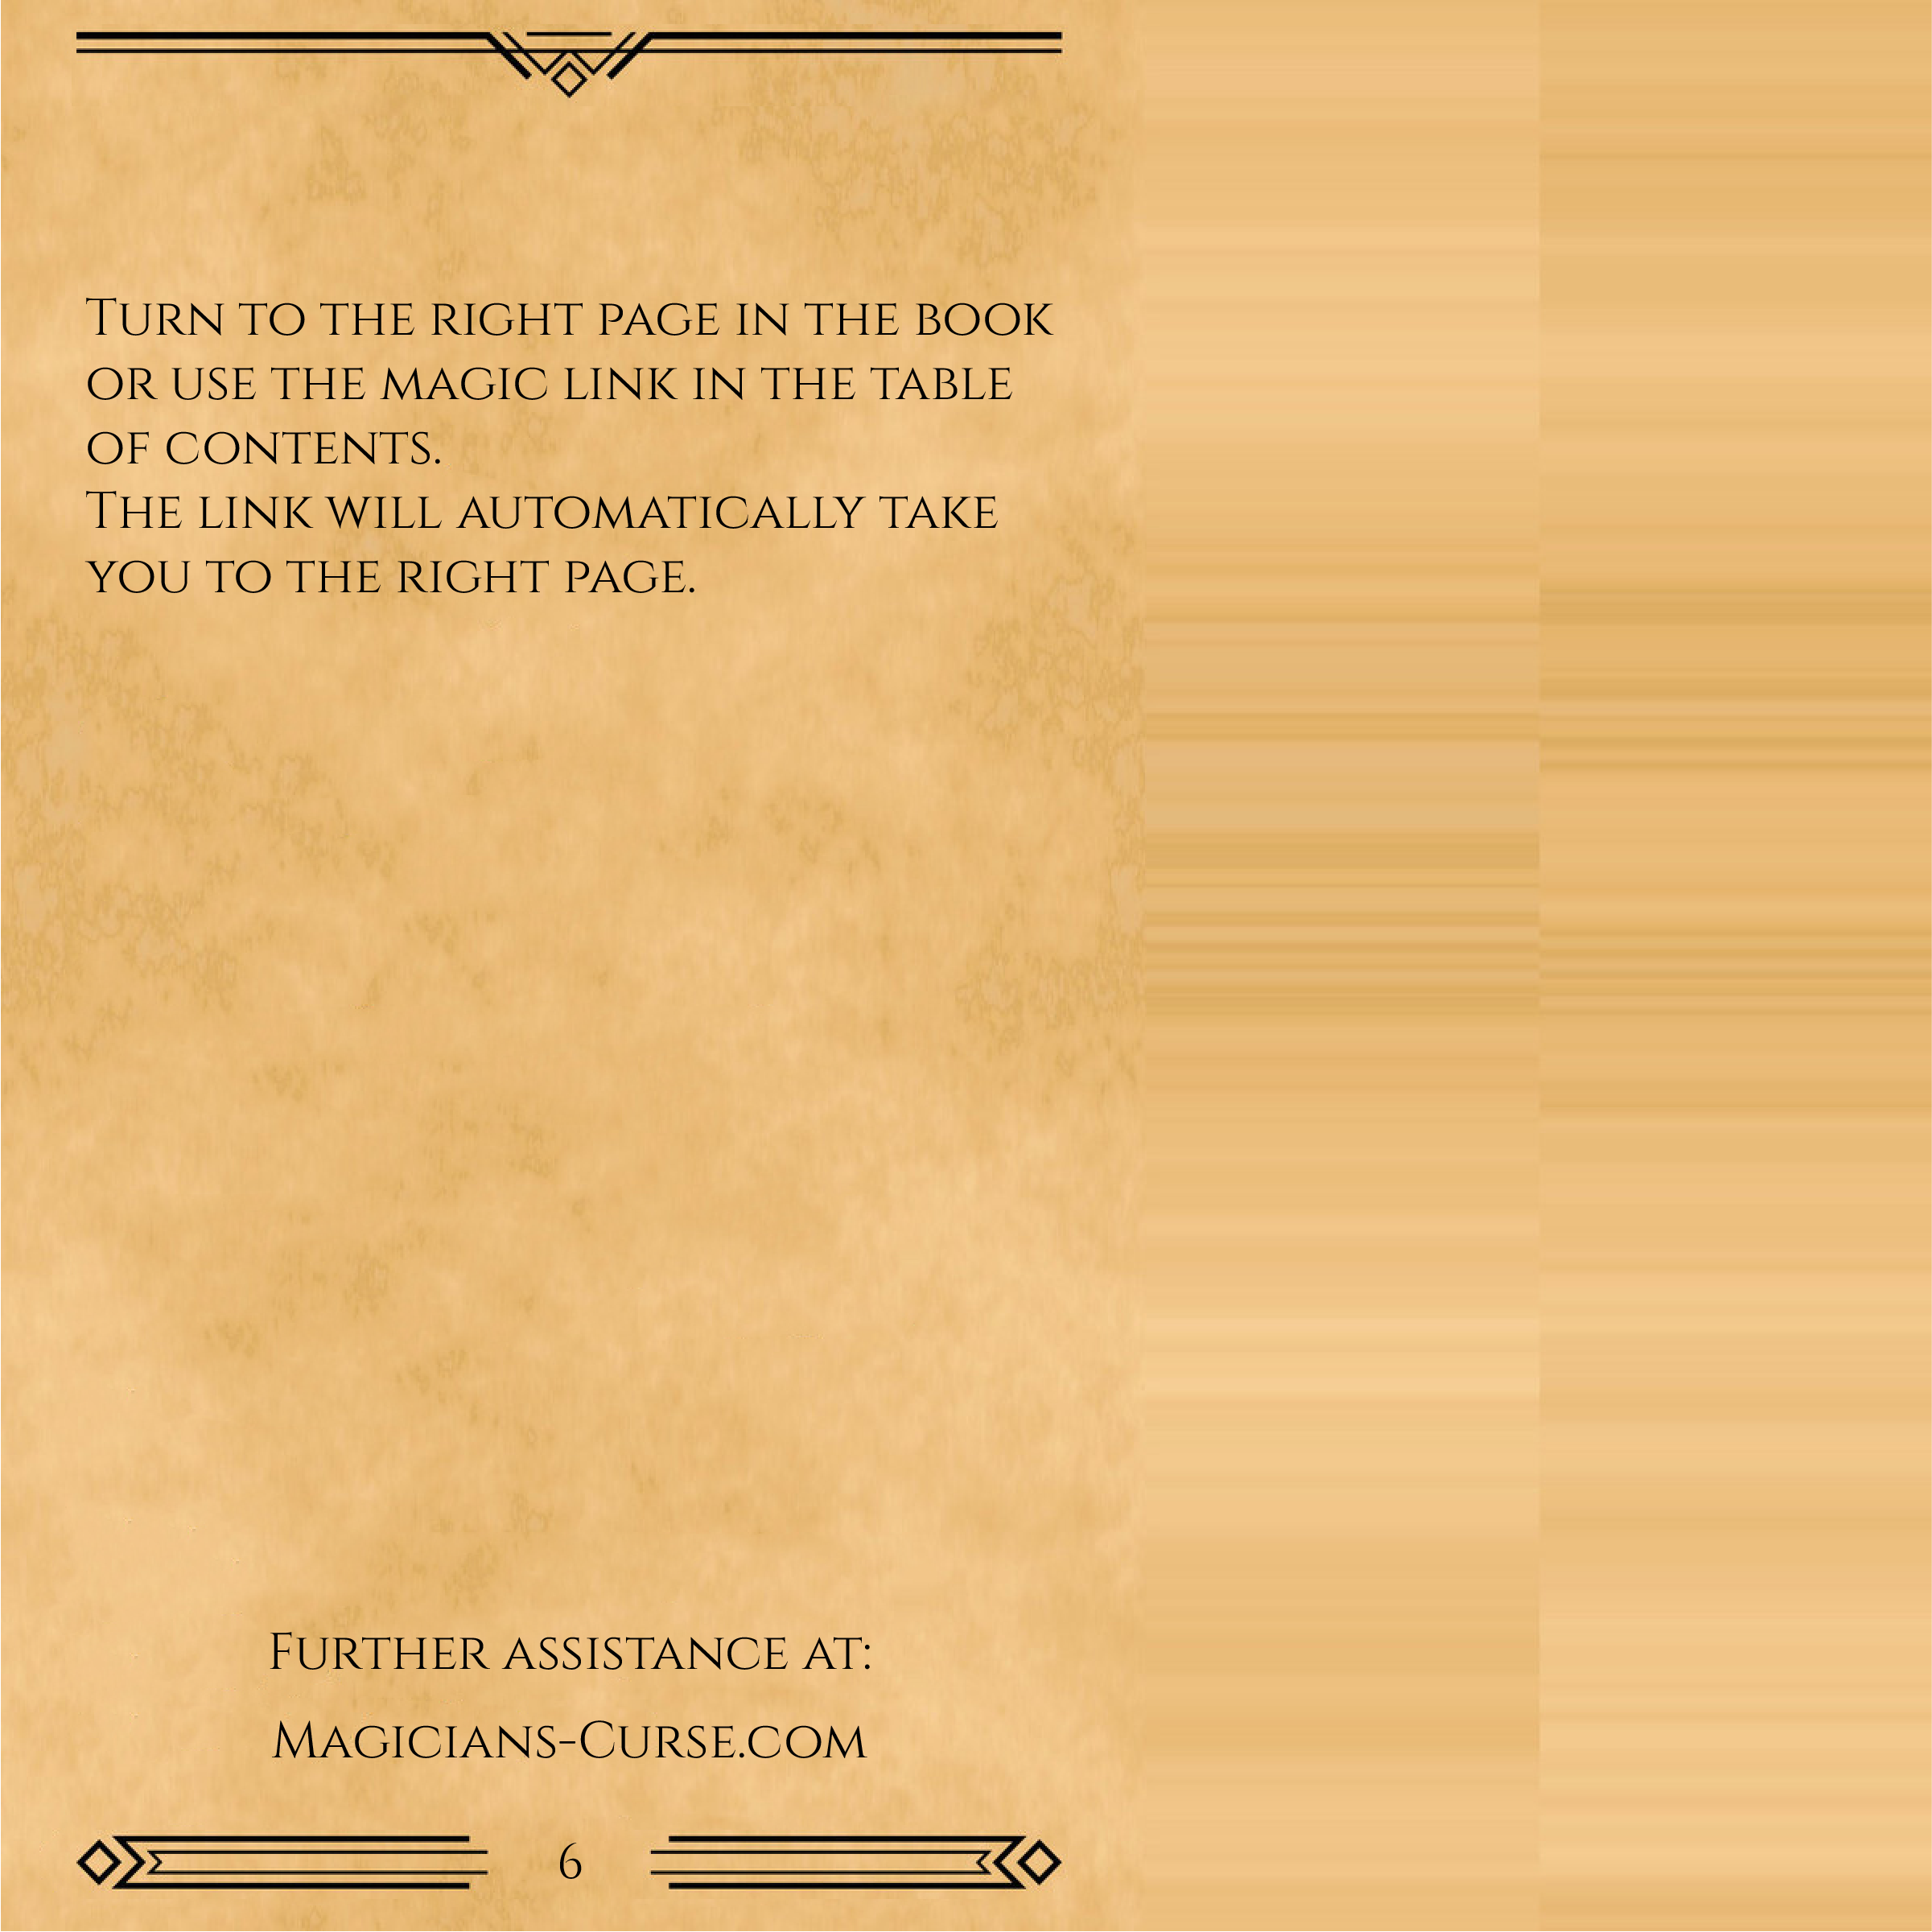 Turn to the right page in the book
or use the magic link in the table
of contents.
The link will automatically take
you to the right page.
Further assistance at:
Magicians-Curse.com
6